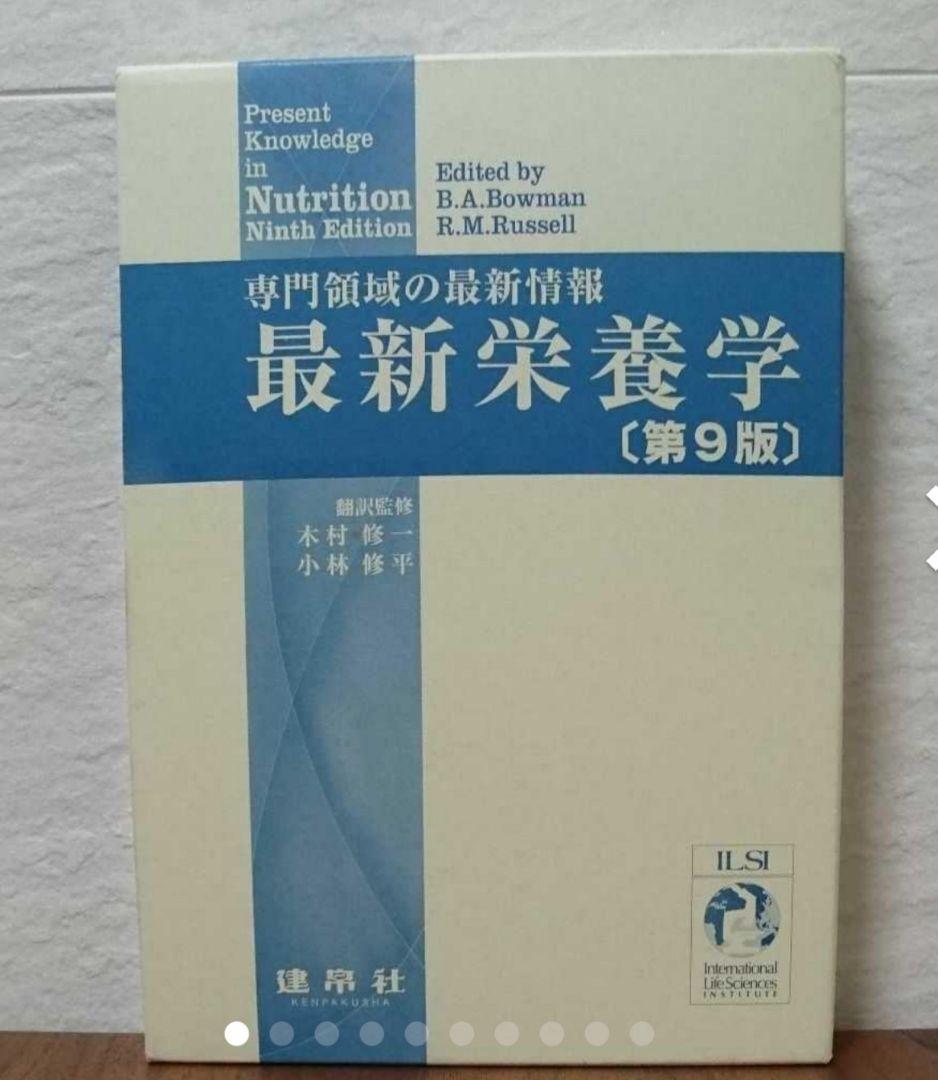 Present
Knowledge
in
Nutrition
Ninth Edition
Edited by
B.A.Bowman
R.M.Russell
専門領域の最新情報
最新栄養学
〔第9版〕
翻訳監修
木村 修一
小林 修平
建帛社
KENPAKUSHA
ILSI
International
Life Sciences
INSTITUTE